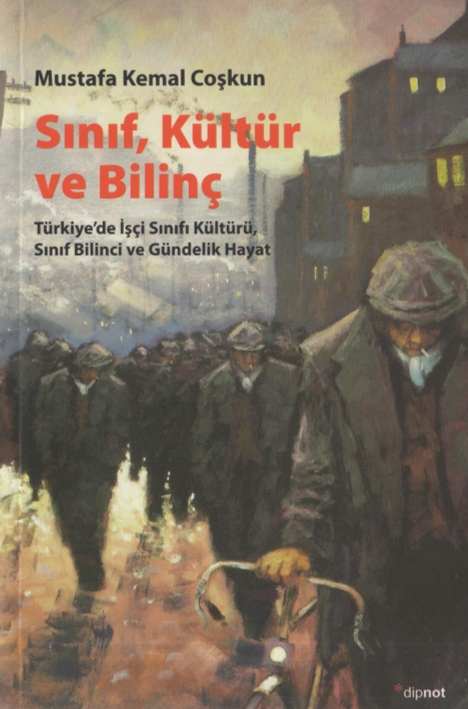 Mustafa Kemal Coşkun
Sınıf, Kültür
ve Bilinç
Türkiye'de İşçi Sınıfı Kültürü,
Sınıf Bilinci ve Gündelik Hayat
*dipnot